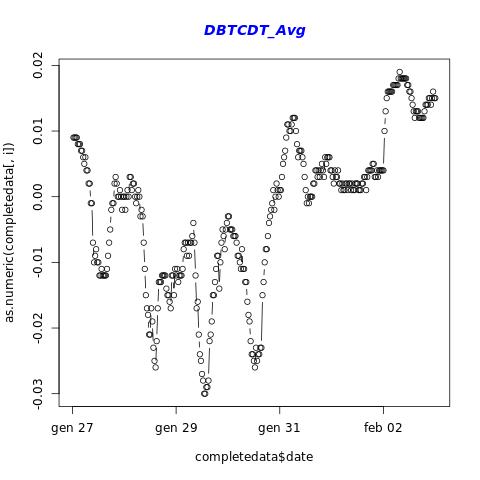 DBTCDT_Avg
as.numeric(completedata[, i])
0.02
0.01
0.00
-0.01
-0.02
-0.03
gen 27
gen 29
gen 31
feb 02
completedata$date